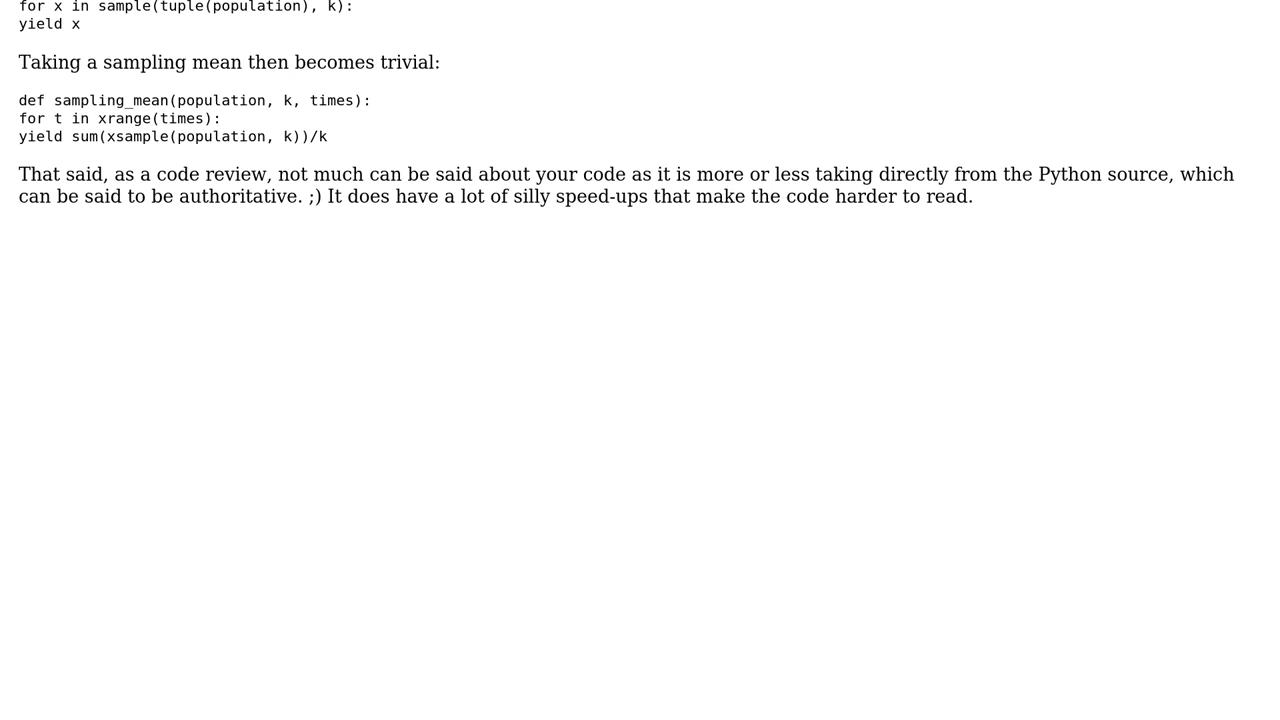 for x in sample(tuple(population), k):
yield x
Taking a sampling mean then becomes trivial:
def sampling_mean(population, k, times):
for t in xrange(times):
yield sum(xsample(population, k))/k
That said, as a code review, not much can be said about your code as it is more or less taking directly from the Python source, which
can be said to be authoritative. ;) It does have a lot of silly speed-ups that make the code harder to read.